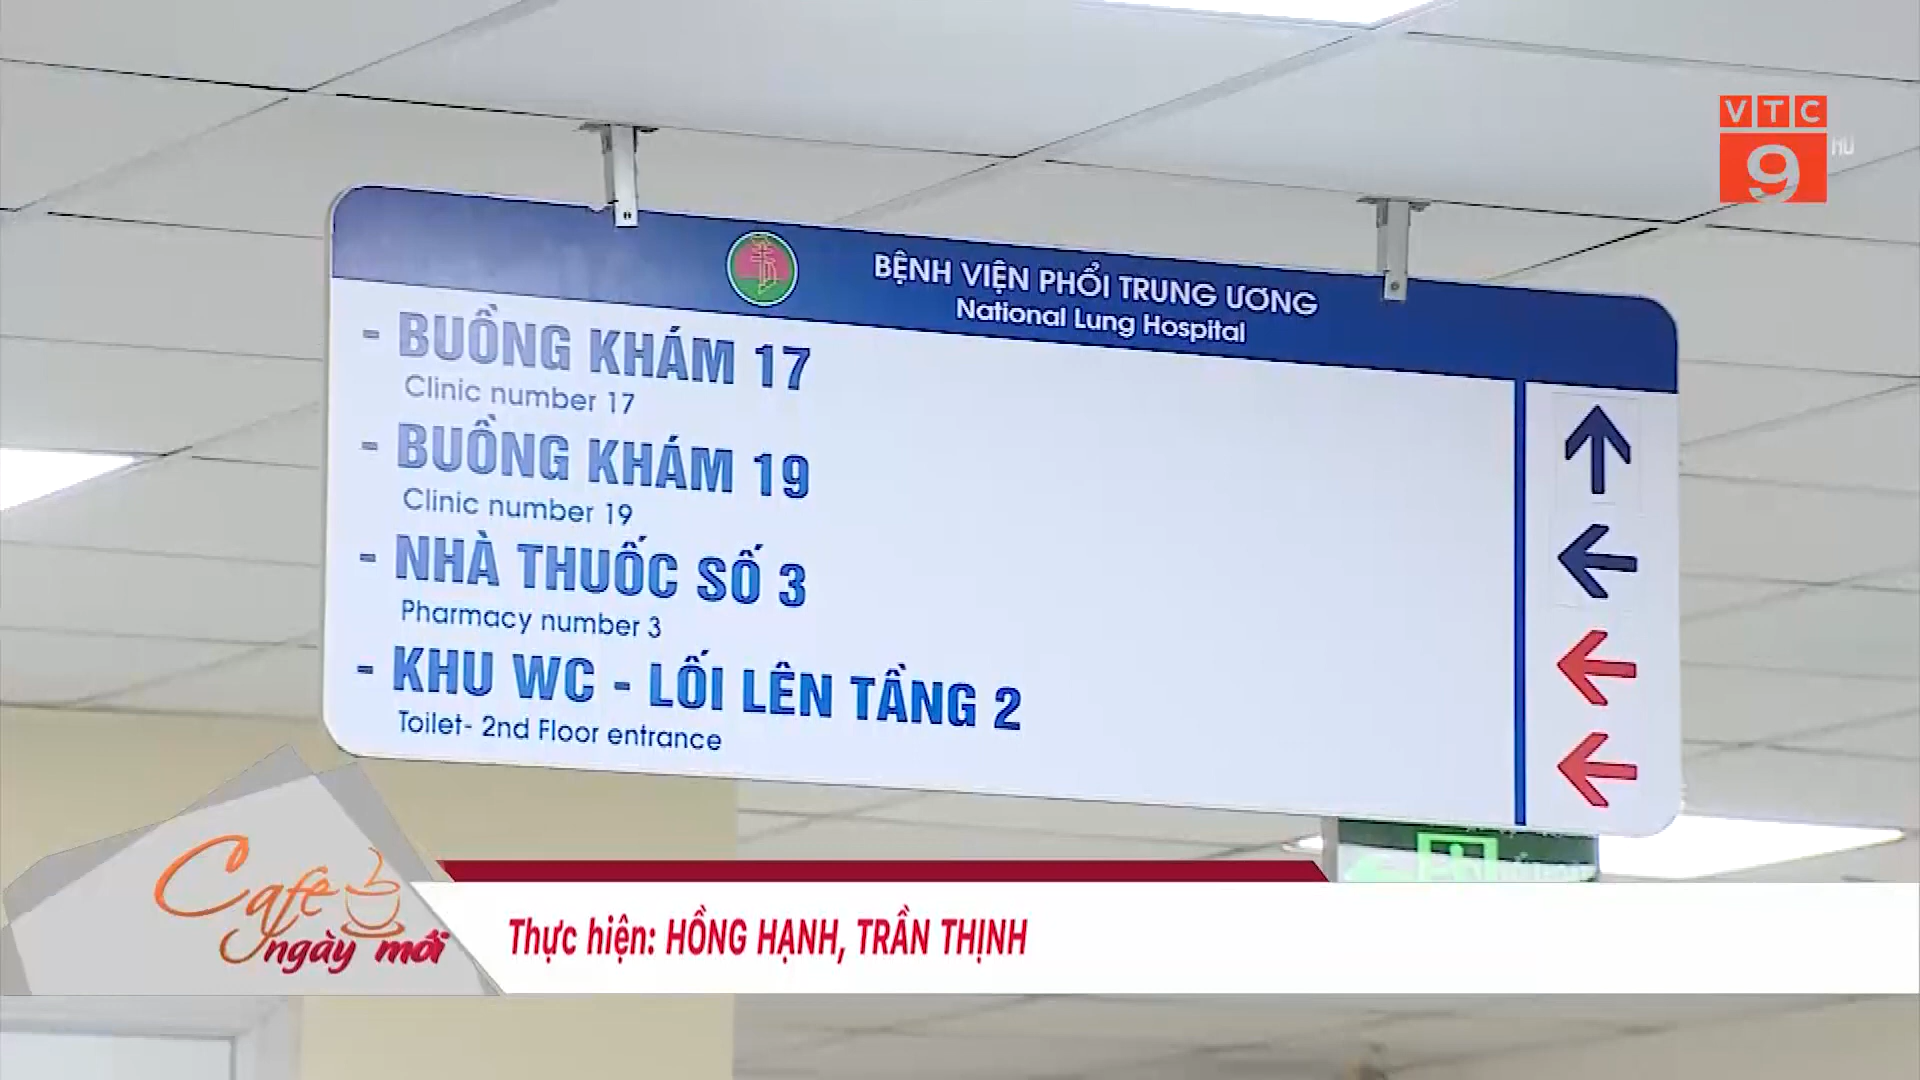 VTC
9
BỆNH VIỆN PHỔI TRUNG ƯƠNG
National Lung Hospital
- BUỒNG KHÁM 17
Clinic number 17
- BUỒNG KHÁM 19
Clinic number 19
- NHÀ THUỐC SỐ 3
Pharmacy number 3
- KHU WC - LỐI LÊN TẦNG 2
Toilet- 2nd Floor entrance
Café
ngày mới
Thực hiện: HỒNG HẠNH, TRẦN THỊNH